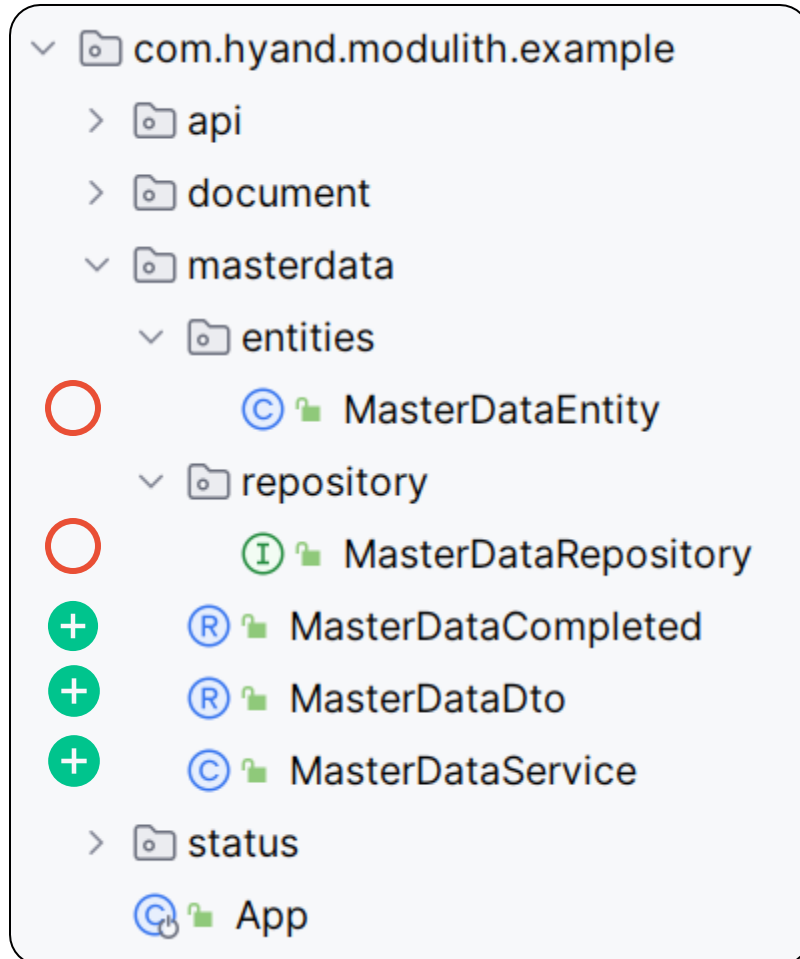 com.hyand.modulith.example
api
document
masterdata
entities
C MasterDataEntity
repository
I MasterDataRepository
R MasterDataCompleted
R MasterDataDto
C MasterDataService
status
C App